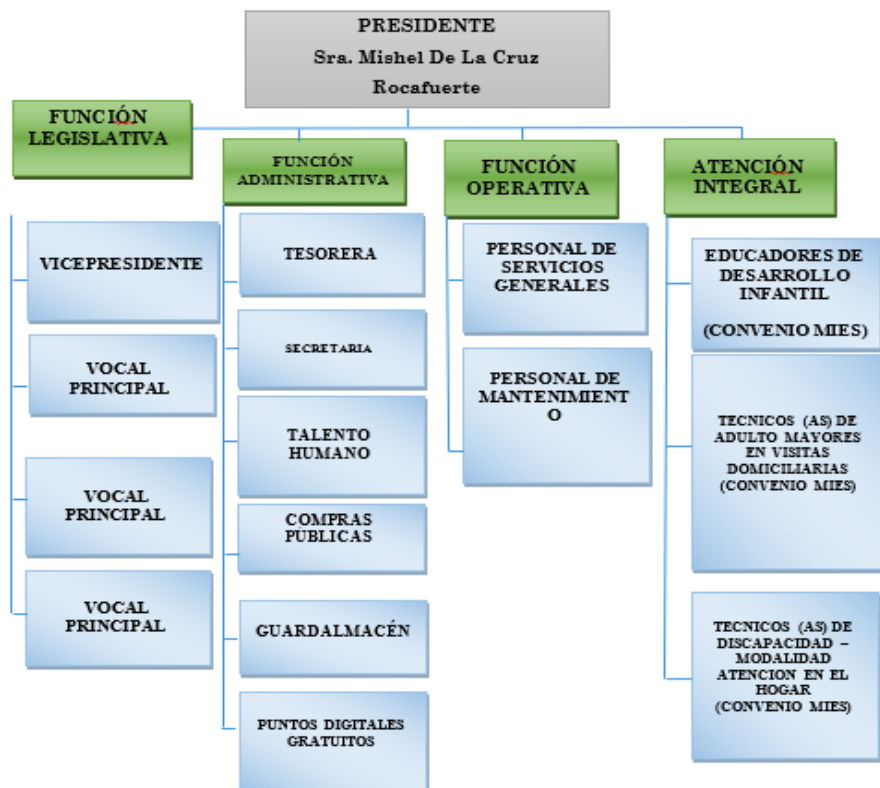 PRESIDENTE
Sra. Mishel De La Cruz
Rocafuerte
FUNCIÓN
LEGISLATIVA
VICEPRESIDENTE
VOCAL
PRINCIPAL
VOCAL
PRINCIPAL
VOCAL
PRINCIPAL
FUNCIÓN
ADMINISTRATIVA
TESORERA
SECRETARIA
TALENTO
HUMANO
COMPRAS
PÚBLICAS
GUARDALMACÉN
PUNTOS DIGITALES
GRATUITOS
FUNCIÓN
OPERATIVA
PERSONAL DE
SERVICIOS
GENERALES
PERSONAL DE
MANTENIMIENT
O
ATENCIÓN
INTEGRAL
EDUCADORES DE
DESARROLLO
INFANTIL
(CONVENIO MIES)
TECNICOS (AS) DE
ADULTO MAYORES
EN VISITAS
DOMICILIARIAS
(CONVENIO MIES)
TECNICOS (AS) DE
DISCAPACIDAD –
MODALIDAD
ATENCION EN EL
HOGAR
(CONVENIO MIES)